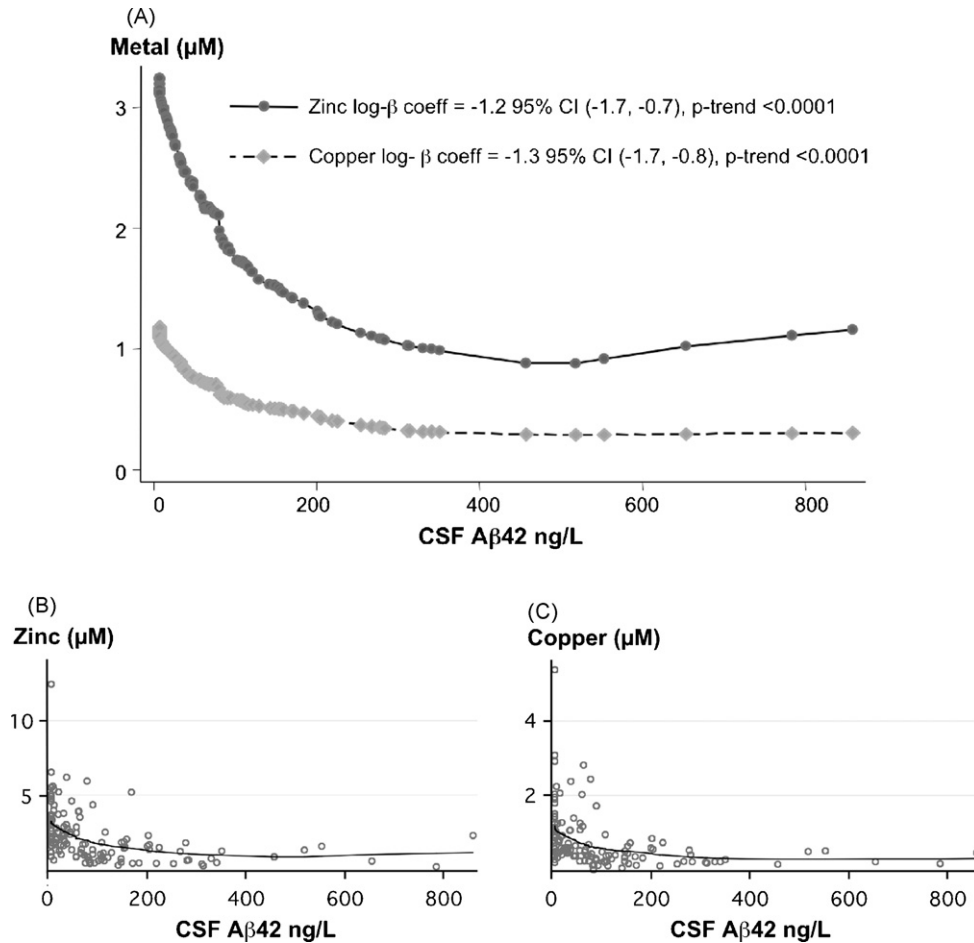 (A)
Metal (µM)
3
2
1
0
Zinc log-β coeff = -1.2 95% CI (-1.7, -0.7), p-trend <0.0001
Copper log- β coeff = -1.3 95% CI (-1.7, -0.8), p-trend <0.0001
0 200 400 600 800
CSF Aβ42 ng/L
(B)
Zinc (µM)
10
5
0 200 400 600 800
CSF Aβ42 ng/L
(C)
Copper (µM)
4
2
0 200 400 600 800
CSF Aβ42 ng/L